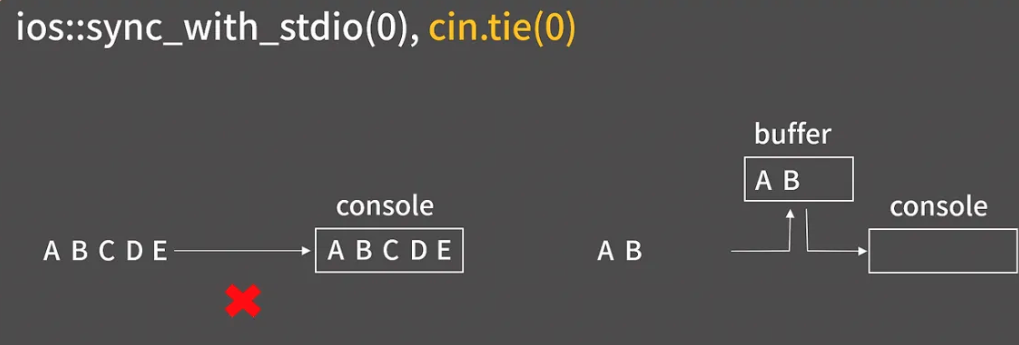 ios::sync_with_stdio(0), cin.tie(0)
console
A B C D E
A B C D E
buffer
A B
console
A B